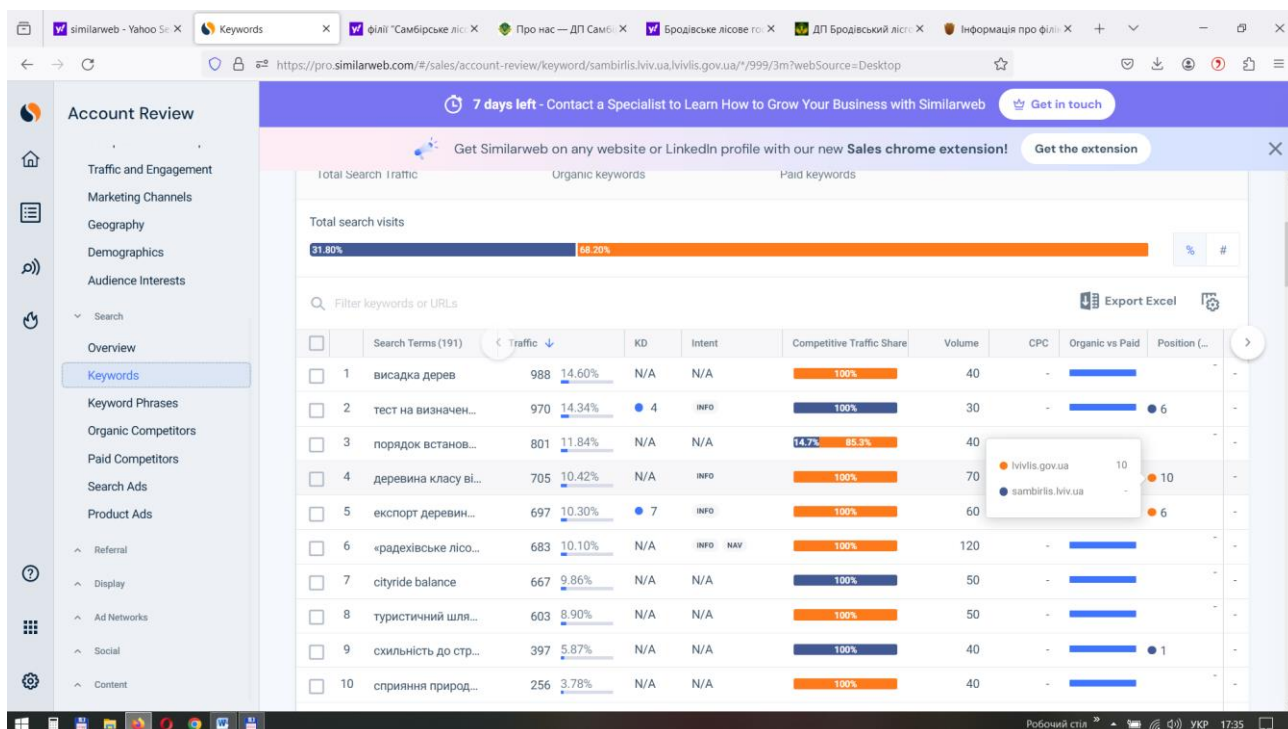 similarweb - Yahoo Se
Keywords
філії "Самбірське ліс
Про нас — ДП Самбі
Бродівське лісове го
ДП Бродівський лісго
Інформація про філії
https://pro.similarweb.com/#/sales/account-review/keyword/sambirlis.lviv.ua,lvivlis.gov.ua/*/999/3m?webSource=Desktop
7 days left - Contact a Specialist to Learn How to Grow Your Business with Similarweb Get in touch
Get Similarweb on any website or LinkedIn profile with our new Sales chrome extension! Get the extension
Account Review
Traffic and Engagement
Marketing Channels
Geography
Demographics
Audience Interests
Search
Overview
Keywords
Keyword Phrases
Organic Competitors
Paid Competitors
Search Ads
Product Ads
Referral
Display
Ad Networks
Social
Content
Total Search Traffic Organic keywords Paid keywords
Total search visits
31.80% 68.20% % #
Filter keywords or URLs Export Excel
Search Terms (191) Traffic KD Intent Competitive Traffic Share Volume CPC Organic vs Paid Position (...
1 висадка дерев 988 14.60% N/A N/A 100% 40 - - -
2 тест на визначен... 970 14.34% 4 INFO 100% 30 - 6 -
3 порядок встанов... 801 11.84% N/A N/A 14.7% 85.3% 40 - -
4 деревина класу ві... 705 10.42% N/A INFO 100% 70 10 -
5 експорт деревин... 697 10.30% 7 INFO 100% 60 6 -
6 «радехівське лісо... 683 10.10% N/A INFO NAV 100% 120 - - -
7 cityride balance 667 9.86% N/A N/A 100% 50 - - -
8 туристичний шля... 603 8.90% N/A N/A 100% 50 - - -
9 схильність до стр... 397 5.87% N/A N/A 100% 40 - 1 -
10 сприяння природ... 256 3.78% N/A N/A 100% 40 - - -
lvivlis.gov.ua 10
sambirlis.lviv.ua -
Робочий стіл » УКР 17:35